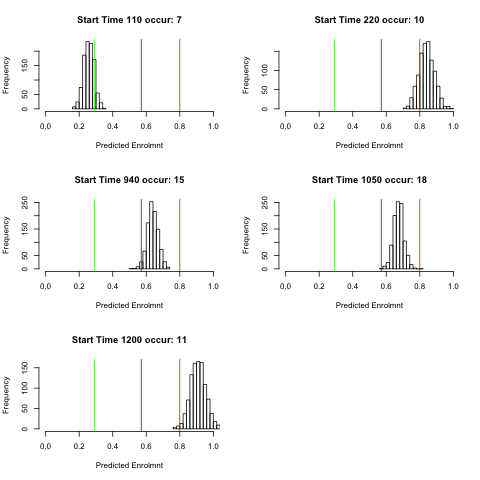 Start Time 110 occur: 7
Frequency
0 50 150
0.0 0.2 0.4 0.6 0.8 1.0
Predicted Enrolmnt
Start Time 220 occur: 10
Frequency
0 50 150
0.0 0.2 0.4 0.6 0.8 1.0
Predicted Enrolmnt
Start Time 940 occur: 15
Frequency
0 50 150 250
0.0 0.2 0.4 0.6 0.8 1.0
Predicted Enrolmnt
Start Time 1050 occur: 18
Frequency
0 50 150 250
0.0 0.2 0.4 0.6 0.8 1.0
Predicted Enrolmnt
Start Time 1200 occur: 11
Frequency
0 50 100 150
0.0 0.2 0.4 0.6 0.8 1.0
Predicted Enrolmnt